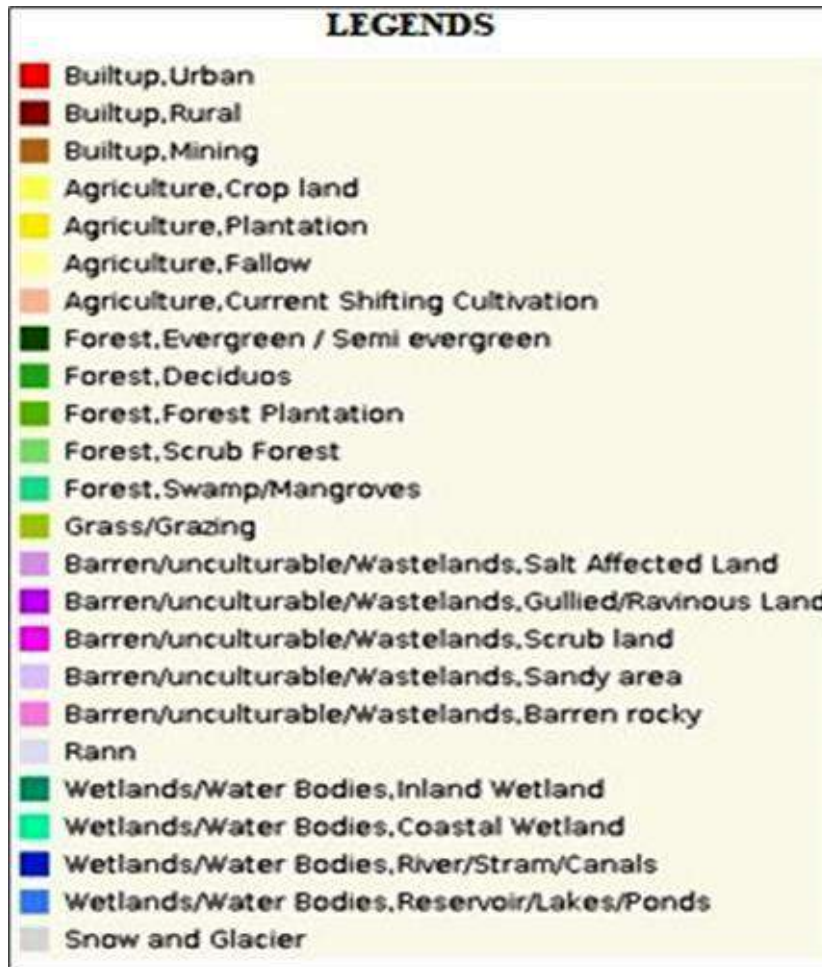 LEGENDS
Builtup,Urban
Builtup,Rural
Builtup,Mining
Agriculture,Crop land
Agriculture,Plantation
Agriculture,Fallow
Agriculture,Current Shifting Cultivation
Forest,Evergreen / Semi evergreen
Forest,Deciduos
Forest,Forest Plantation
Forest,Scrub Forest
Forest,Swamp/Mangroves
Grass/Grazing
Barren/unculturable/Wastelands,Salt Affected Land
Barren/unculturable/Wastelands,Gullied/Ravinous Land
Barren/unculturable/Wastelands,Scrub land
Barren/unculturable/Wastelands,Sandy area
Barren/unculturable/Wastelands,Barren rocky
Rann
Wetlands/Water Bodies,Inland Wetland
Wetlands/Water Bodies,Coastal Wetland
Wetlands/Water Bodies,River/Stram/Canals
Wetlands/Water Bodies,Reservoir/Lakes/Ponds
Snow and Glacier